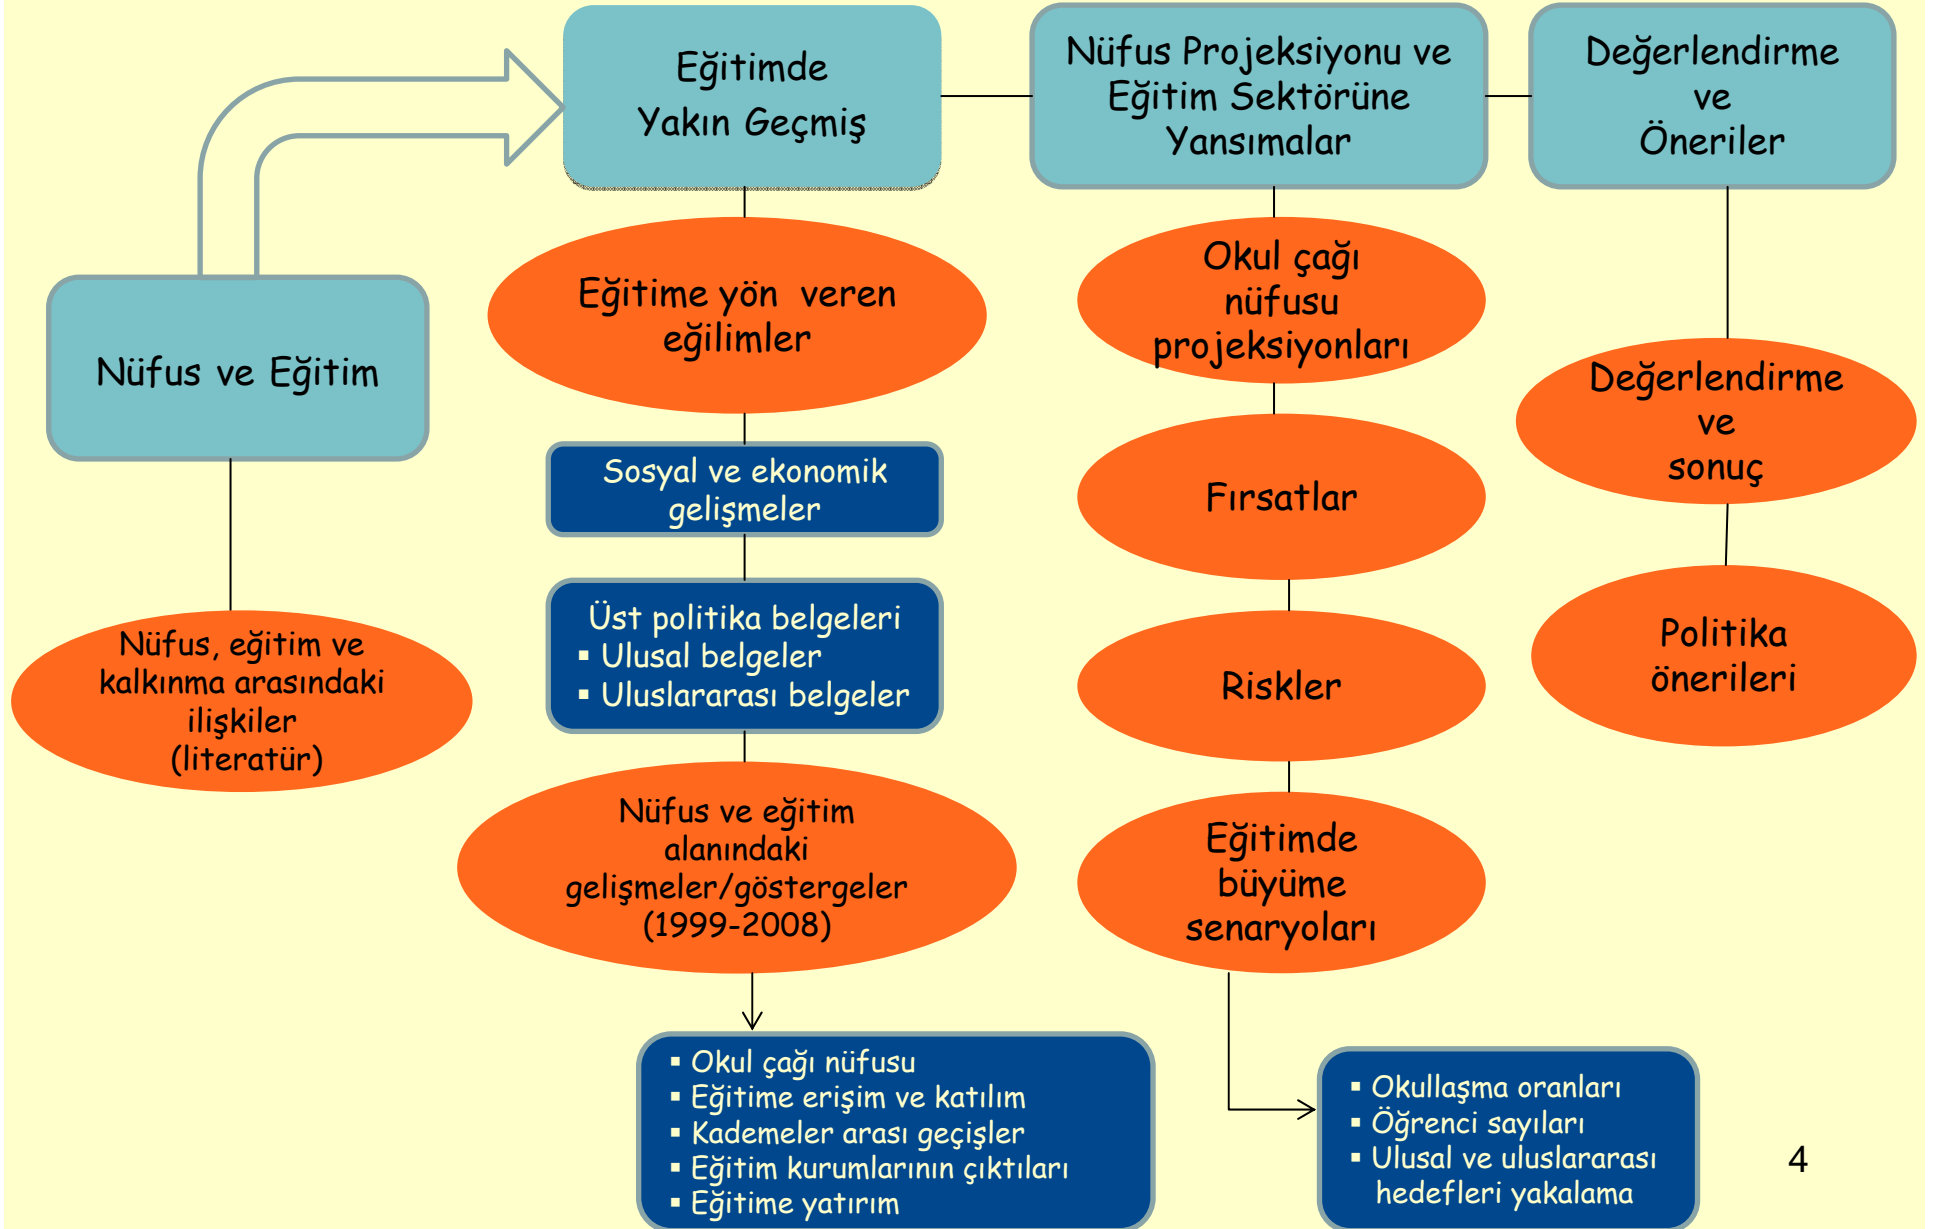 Nüfus ve Eğitim
Nüfus, eğitim ve
kalkınma arasındaki
ilişkiler
(literatür)
Eğitimde
Yakın Geçmiş
Eğitime yön veren
eğilimler
Sosyal ve ekonomik
gelişmeler
Üst politika belgeleri
▪ Ulusal belgeler
▪ Uluslararası belgeler
Nüfus ve eğitim
alanındaki
gelişmeler/göstergeler
(1999-2008)
▪ Okul çağı nüfusu
▪ Eğitime erişim ve katılım
▪ Kademeler arası geçişler
▪ Eğitim kurumlarının çıktıları
▪ Eğitime yatırım
Nüfus Projeksiyonu ve
Eğitim Sektörüne
Yansımalar
Okul çağı
nüfusu
projeksiyonları
Fırsatlar
Riskler
Eğitimde
büyüme
senaryoları
▪ Okullaşma oranları
▪ Öğrenci sayıları
▪ Ulusal ve uluslararası
hedefleri yakalama
Değerlendirme
ve
Öneriler
Değerlendirme
ve
sonuç
Politika
önerileri
4